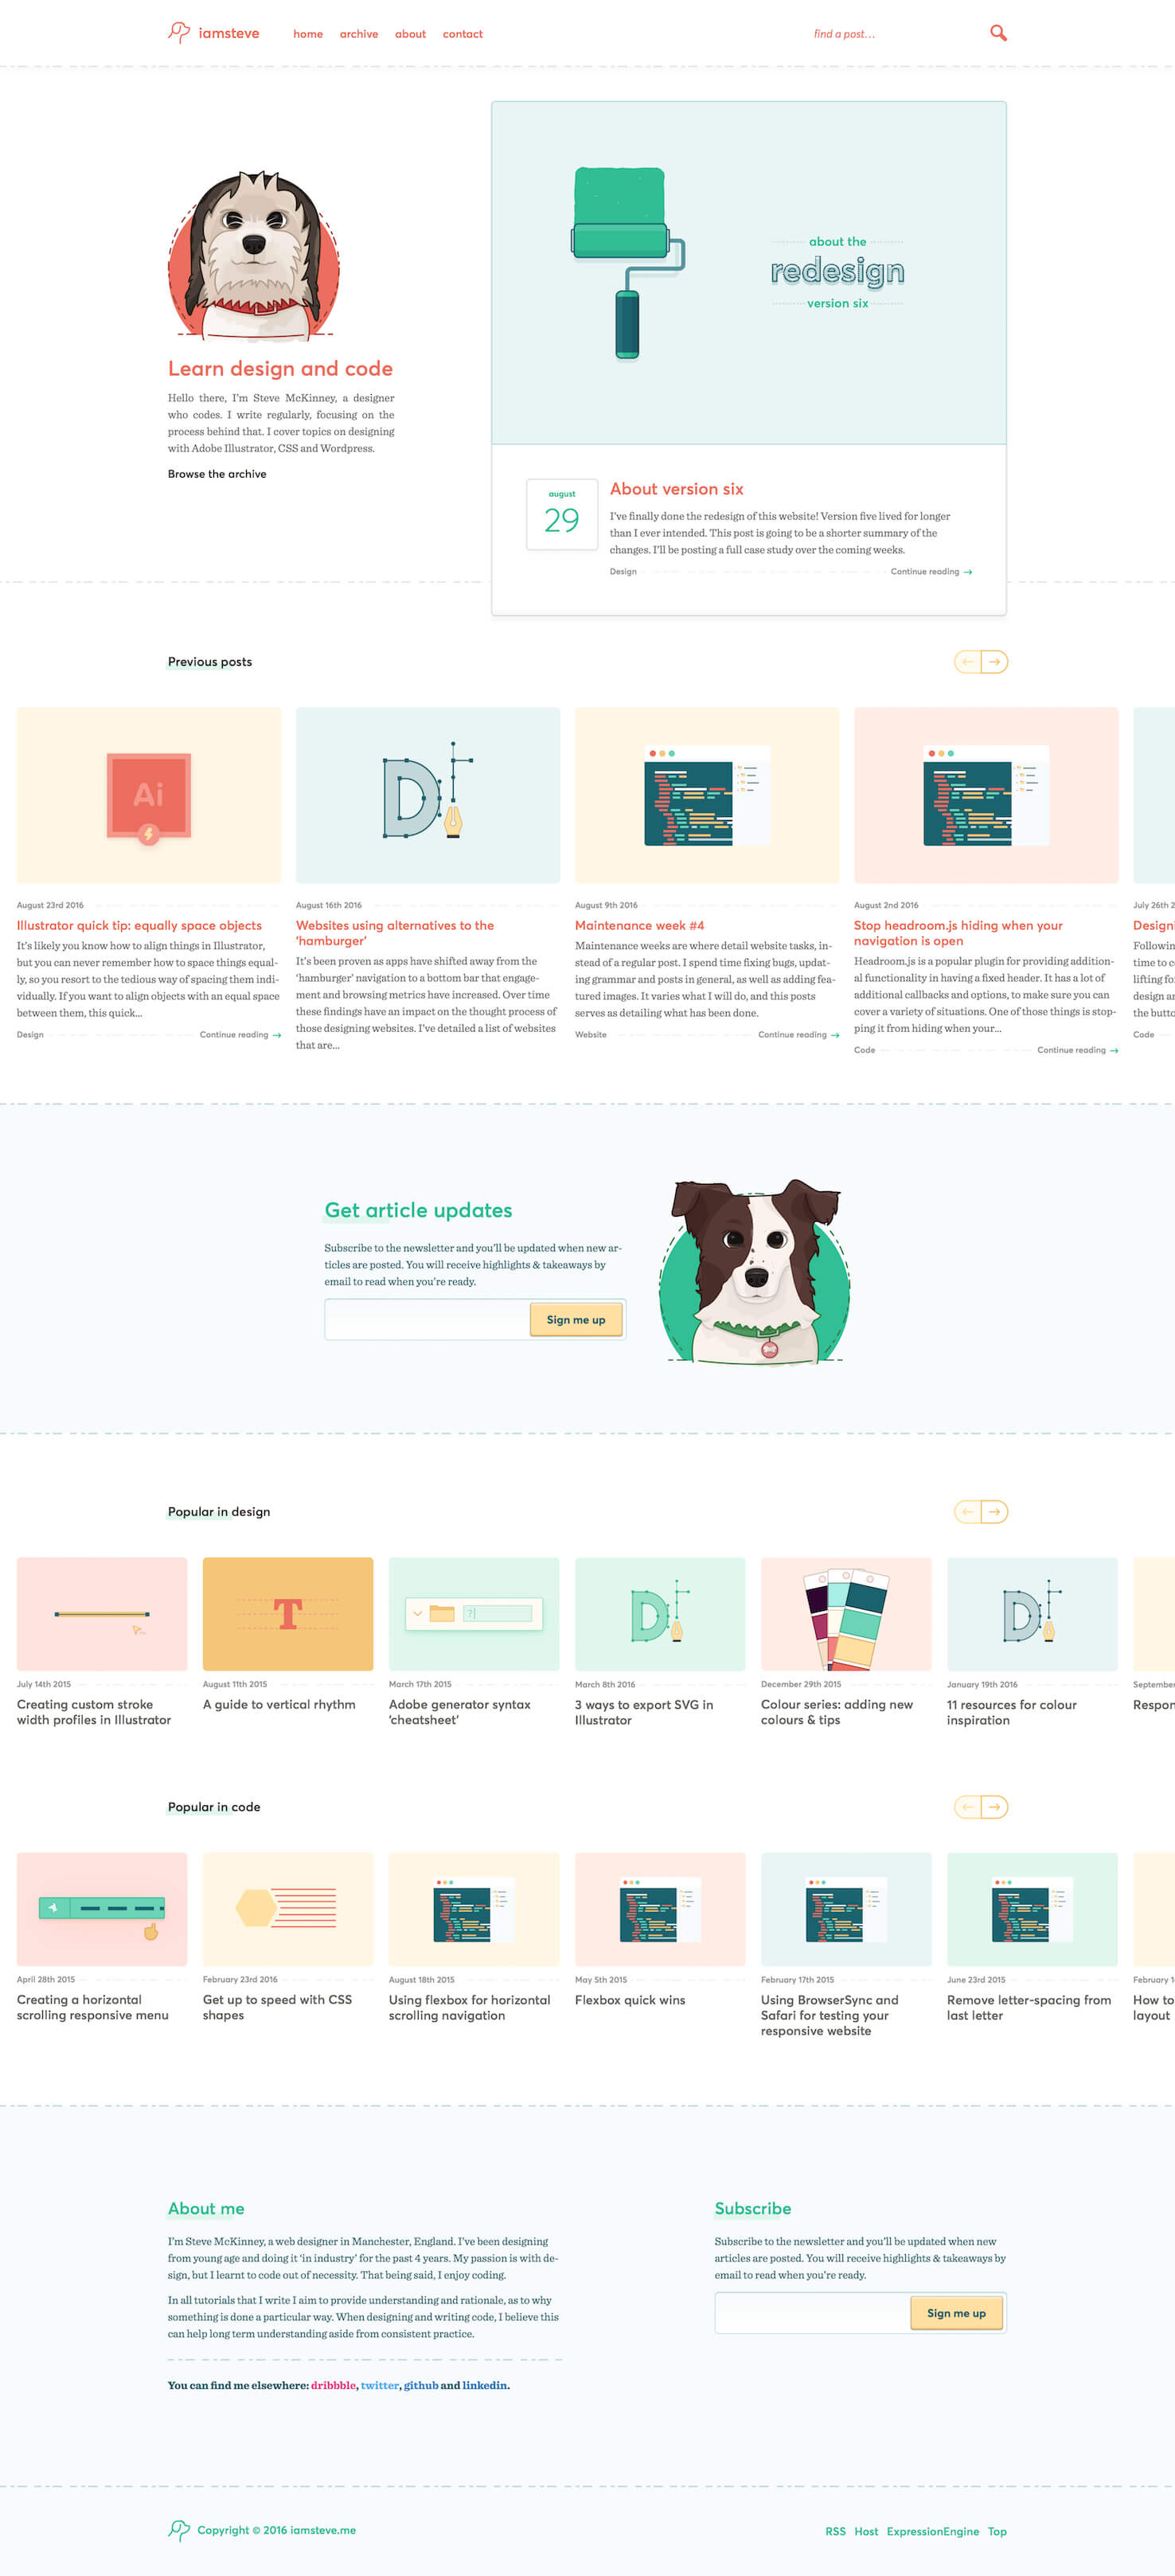 iamsteve
home archive about contact
find a post…
about the
redesign
version six
Learn design and code
Hello there, I'm Steve McKinney, a designer
who codes. I write regularly, focusing on the
process behind that. I cover topics on designing
with Adobe Illustrator, CSS and Wordpress.
Browse the archive
august
29
About version six
I've finally done the redesign of this website! Version five lived for longer
than I ever intended. This post is going to be a shorter summary of the
changes. I'll be posting a full case study over the coming weeks.
Design Continue reading →
Previous posts
← →
Ai
August 23rd 2016
Illustrator quick tip: equally space objects
It's likely you know how to align things in Illustrator,
but you can never remember how to space things equal-
ly, so you resort to the tedious way of spacing them indi-
vidually. If you want to align objects with an equal space
between them, this quick…
Design Continue reading →
D
August 16th 2016
Websites using alternatives to the
'hamburger'
It's been proven as apps have shifted away from the
'hamburger' navigation to a bottom bar that engage-
ment and browsing metrics have increased. Over time
these findings have an impact on the thought process of
those designing websites. I've detailed a list of websites
that are…
August 9th 2016
Maintenance week #4
Maintenance weeks are where detail website tasks, in-
stead of a regular post. I spend time fixing bugs, updat-
ing grammar and posts in general, as well as adding fea-
tured images. It varies what I will do, and this posts
serves as detailing what has been done.
Website Continue reading →
August 2nd 2016
Stop headroom.js hiding when your
navigation is open
Headroom.js is a popular plugin for providing addition-
al functionality in having a fixed header. It has a lot of
additional callbacks and options, to make sure you can
cover a variety of situations. One of those things is stop-
ping it from hiding when your…
Code Continue reading →
July 26th 2
Design
Followin
time to c
lifting fo
design a
the butto
Code
Get article updates
Subscribe to the newsletter and you'll be updated when new ar-
ticles are posted. You will receive highlights & takeaways by
email to read when you're ready.
Sign me up
Popular in design
← →
July 14th 2015
Creating custom stroke
width profiles in Illustrator
T
August 11th 2015
A guide to vertical rhythm
?|
March 17th 2015
Adobe generator syntax
'cheatsheet'
D
March 8th 2016
3 ways to export SVG in
Illustrator
December 29th 2015
Colour series: adding new
colours & tips
D
January 19th 2016
11 resources for colour
inspiration
September
Respon
Popular in code
← →
April 28th 2015
Creating a horizontal
scrolling responsive menu
February 23rd 2016
Get up to speed with CSS
shapes
August 18th 2015
Using flexbox for horizontal
scrolling navigation
May 5th 2015
Flexbox quick wins
February 17th 2015
Using BrowserSync and
Safari for testing your
responsive website
June 23rd 2015
Remove letter-spacing from
last letter
February 1
How to
layout
About me
I'm Steve McKinney, a web designer in Manchester, England. I've been designing
from young age and doing it 'in industry' for the past 4 years. My passion is with de-
sign, but I learnt to code out of necessity. That being said, I enjoy coding.
In all tutorials that I write I aim to provide understanding and rationale, as to why
something is done a particular way. When designing and writing code, I believe this
can help long term understanding aside from consistent practice.
You can find me elsewhere: dribbble, twitter, github and linkedin.
Subscribe
Subscribe to the newsletter and you'll be updated when new
articles are posted. You will receive highlights & takeaways by
email to read when you're ready.
Sign me up
Copyright © 2016 iamsteve.me
RSS Host ExpressionEngine Top